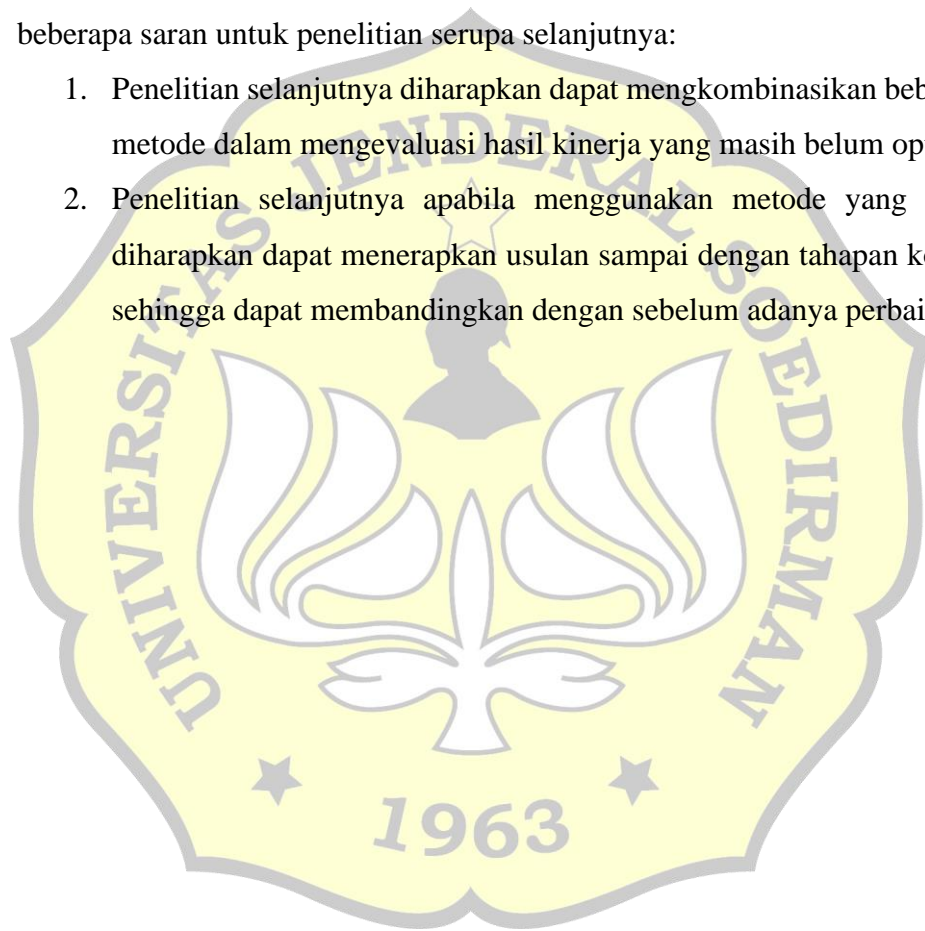 beberapa saran untuk penelitian serupa selanjutnya:
1. Penelitian selanjutnya diharapkan dapat mengkombinasikan beb
metode dalam mengevaluasi hasil kinerja yang masih belum op
2. Penelitian selanjutnya apabila menggunakan metode yang
diharapkan dapat menerapkan usulan sampai dengan tahapan k
sehingga dapat membandingkan dengan sebelum adanya perbai
UNIVERSITAS JENDERAL SOEDIRMAN
1963